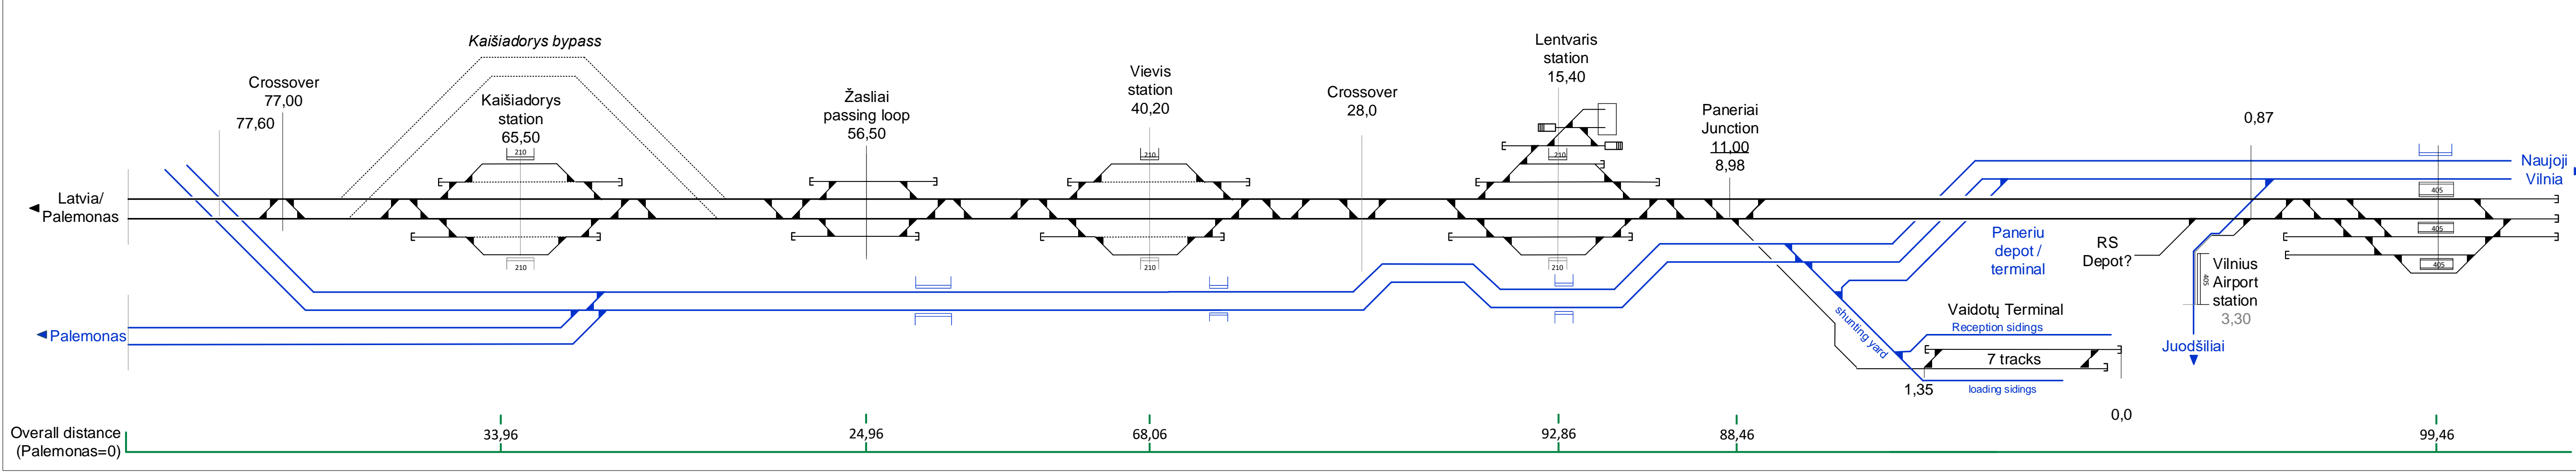 Kaišiadorys bypass
Crossover
77,00
77,60
Kaišiadorys
station
65,50
210
210
Žasliai
passing loop
56,50
Vievis
station
40,20
210
210
Crossover
28,0
Lentvaris
station
15,40
210
210
Paneriai
Junction
11,00
8,98
0,87
Naujoji
Vilnia
405
405
405
Latvia/
Palemonas
Paneriu
depot /
terminal
RS
Depot?
405
Vilnius
Airport
station
3,30
Juodšiliai
Palemonas
shunting yard
Vaidotų Terminal
Reception sidings
7 tracks
loading sidings
1,35
0,0
Overall distance
(Palemonas=0)
33,96
24,96
68,06
92,86
88,46
99,46